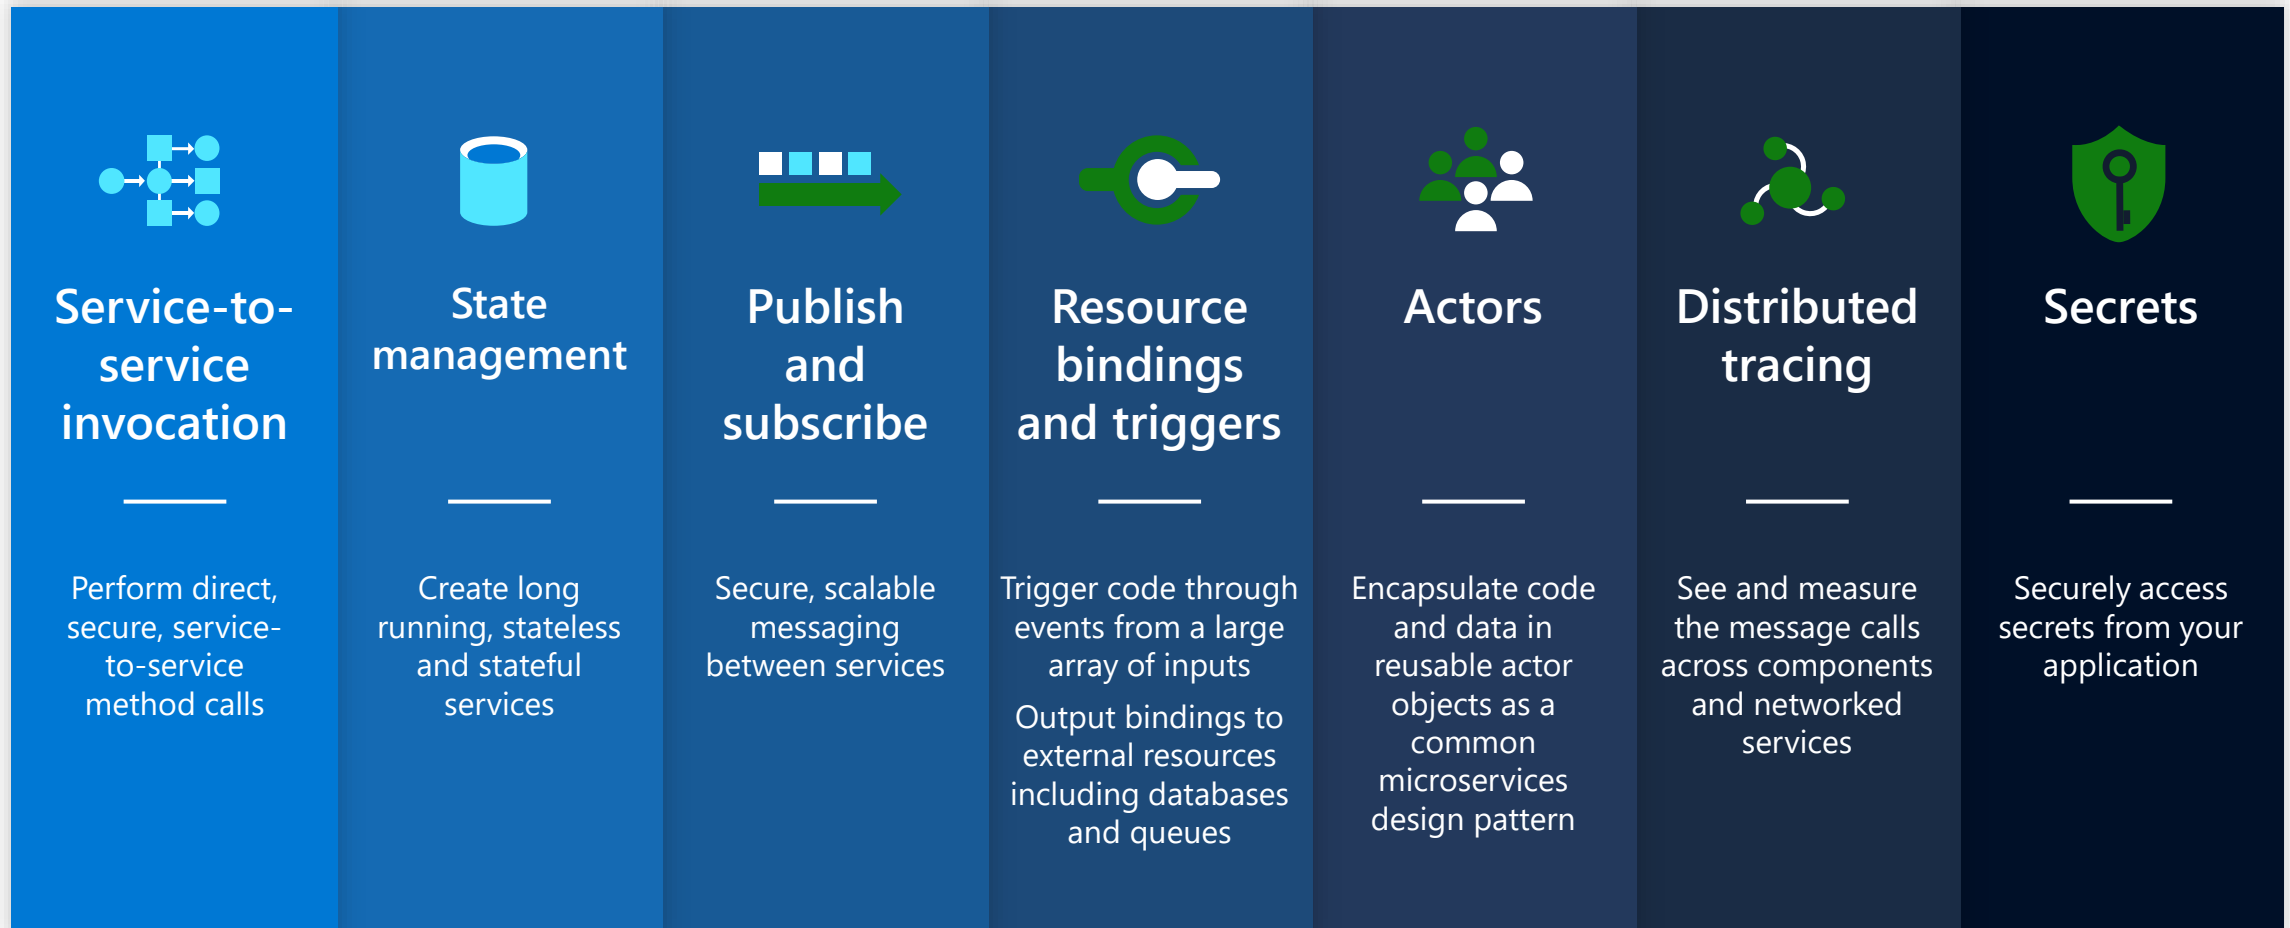 Service-to-
service
invocation
Perform direct,
secure, service-
to-service
method calls
State
management
Create long
running, stateless
and stateful
services
Publish
and
subscribe
Secure, scalable
messaging
between services
Resource
bindings
and triggers
Trigger code through
events from a large
array of inputs
Output bindings to
external resources
including databases
and queues
Actors
Encapsulate code
and data in
reusable actor
objects as a
common
microservices
design pattern
Distributed
tracing
See and measure
the message calls
across components
and networked
services
Secrets
Securely access
secrets from your
application